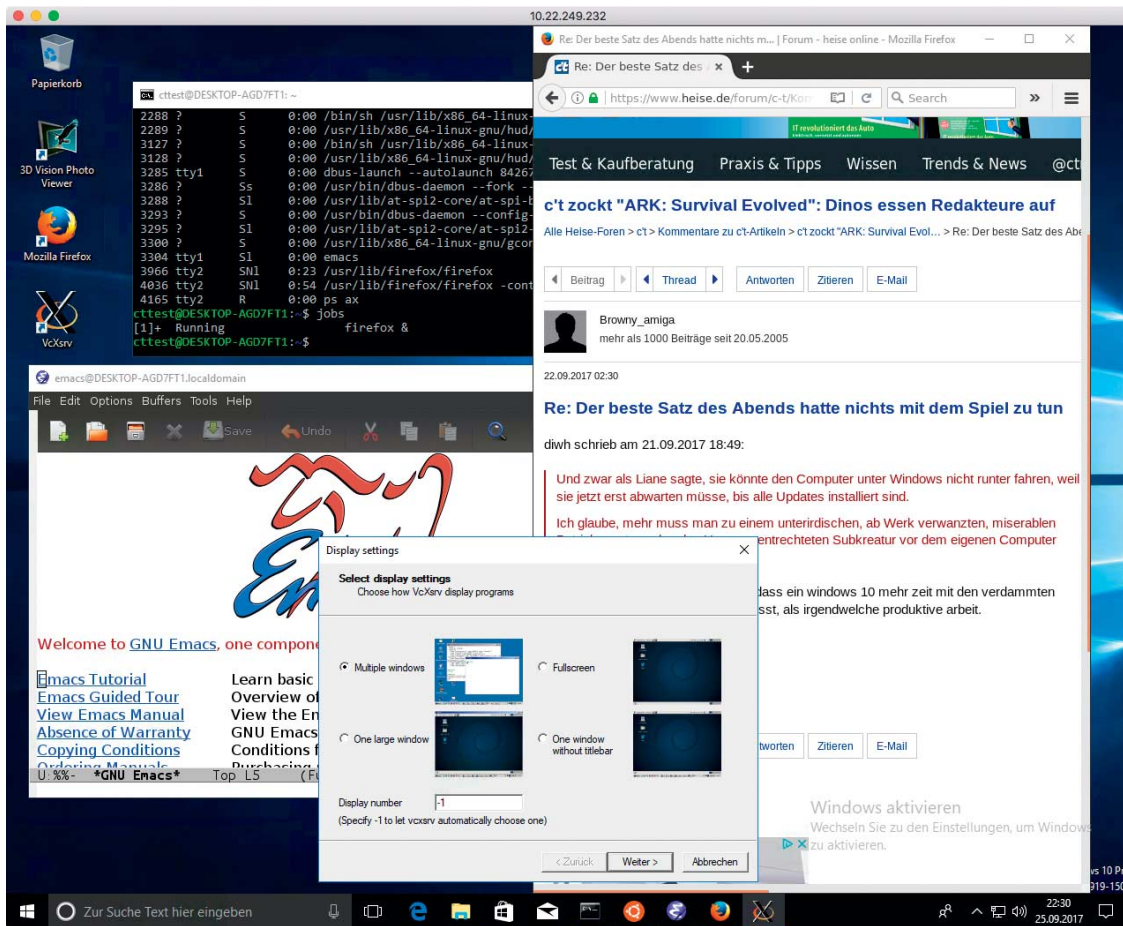 10.22.249.232
Papierkorb
3D Vision Photo
Viewer
Mozilla Firefox
VcXsrv
cttest@DESKTOP-AGD7FT1: ~
2288 ? S 0:00 /bin/sh /usr/lib/x86_64-linux-
2289 ? S 0:00 /usr/lib/x86_64-linux-gnu/hud/
3127 ? S 0:00 /bin/sh /usr/lib/x86_64-linux-
3128 ? S 0:00 /usr/lib/x86_64-linux-gnu/hud/
3285 tty1 S 0:00 dbus-launch --autolaunch 84267
3286 ? Ss 0:00 /usr/bin/dbus-daemon --fork --
3288 ? Sl 0:00 /usr/lib/at-spi2-core/at-spi-b
3293 ? S 0:00 /usr/bin/dbus-daemon --config-
3295 ? Sl 0:00 /usr/lib/at-spi2-core/at-spi2-
3300 ? S 0:00 /usr/lib/x86_64-linux-gnu/gcon
3304 tty1 Sl 0:00 emacs
3966 tty2 SNl 0:23 /usr/lib/firefox/firefox
4036 tty2 SNl 0:54 /usr/lib/firefox/firefox -cont
4165 tty2 R 0:00 ps ax
cttest@DESKTOP-AGD7FT1:~$ jobs
[1]+ Running firefox &
cttest@DESKTOP-AGD7FT1:~$
emacs@DESKTOP-AGD7FT1.localdomain
File Edit Options Buffers Tools Help
Save Undo
Welcome to GNU Emacs, one compone
Emacs Tutorial Learn basic
Emacs Guided Tour Overview of
View Emacs Manual View the Em
Absence of Warranty GNU Emacs
Copying Conditions Conditions f
Ordering Manuals Purchasing
U:%%- *GNU Emacs* Top L5 (Fu
Re: Der beste Satz des Abends hatte nichts m... | Forum - heise online - Mozilla Firefox
c't Re: Der beste Satz des A
https://www.heise.de/forum/c-t/Kom
Search
IT revolutioniert das Auto
Test & Kaufberatung Praxis & Tipps Wissen Trends & News @ct
c't zockt "ARK: Survival Evolved": Dinos essen Redakteure auf
Alle Heise-Foren > c't > Kommentare zu c't-Artikeln > c't zockt "ARK: Survival Evol… > Re: Der beste Satz des Abe
Beitrag Thread Antworten Zitieren E-Mail
Browny_amiga
mehr als 1000 Beiträge seit 20.05.2005
22.09.2017 02:30
Re: Der beste Satz des Abends hatte nichts mit dem Spiel zu tun
diwh schrieb am 21.09.2017 18:49:
Und zwar als Liane sagte, sie könnte den Computer unter Windows nicht runter fahren, weil
sie jetzt erst abwarten müsse, bis alle Updates installiert sind.
Ich glaube, mehr muss man zu einem unterirdischen, ab Werk verwanzten, miserablen
entrechteten Subkreatur vor dem eigenen Computer
dass ein windows 10 mehr zeit mit den verdammten
sst, als irgendwelche produktive arbeit.
tworten Zitieren E-Mail
Display settings
Select display settings
Choose how VcXsrv display programs
Multiple windows Fullscreen
One large window One window
without titlebar
Display number -1
(Specify -1 to let vcxsrv automatically choose one)
< Zurück Weiter > Abbrechen
Windows aktivieren
Wechseln Sie zu den Einstellungen, um Windows
zu aktivieren.
ws 10 Pr
919-150
Zur Suche Text hier eingeben
22:30
25.09.2017